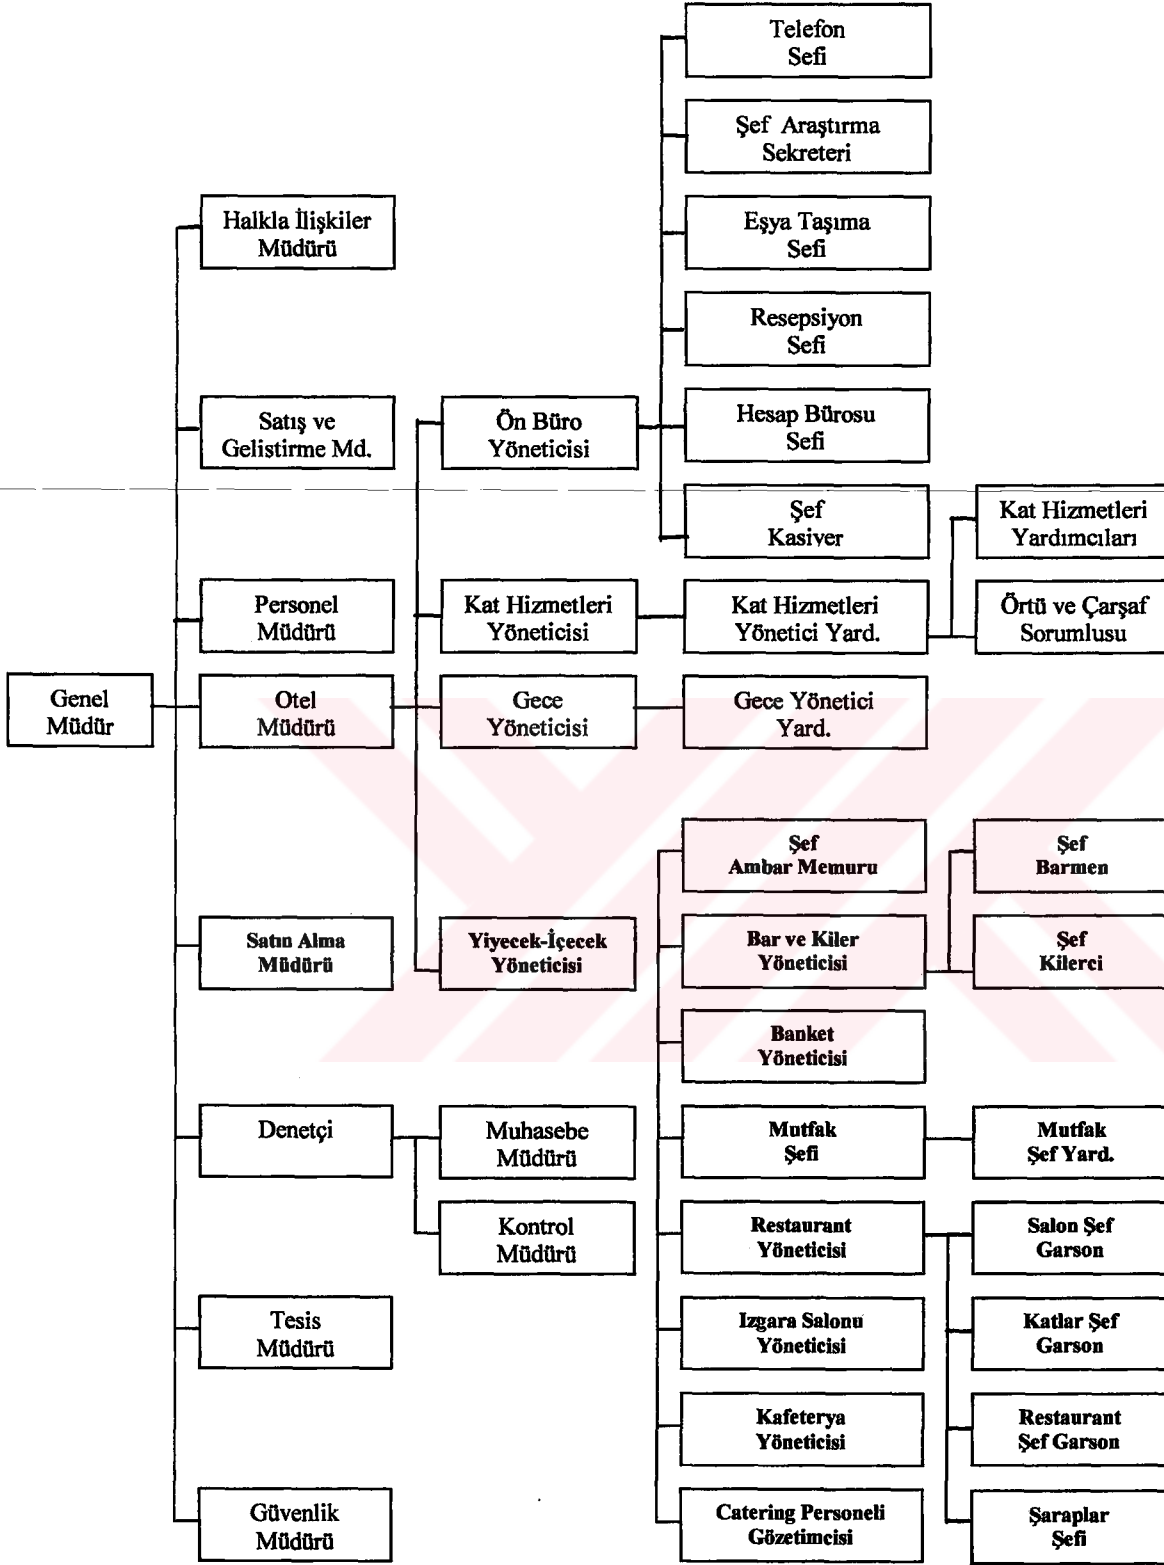 Telefon
Sefi
Şef Araştırma
Sekreteri
Eşya Taşıma
Sefi
Resepsiyon
Sefi
Hesap Bürosu
Sefi
Şef
Kasiver
Halkla İlişkiler
Müdürü
Satış ve
Gelistirme Md.
Ön Büro
Yöneticisi
Kat Hizmetleri
Yardımcıları
Personel
Müdürü
Kat Hizmetleri
Yöneticisi
Kat Hizmetleri
Yönetici Yard.
Örtü ve Çarşaf
Sorumlusu
Genel
Müdür
Otel
Müdürü
Gece
Yöneticisi
Gece Yönetici
Yard.
Şef
Ambar Memuru
Şef
Barmen
Satın Alma
Müdürü
Yiyecek-İçecek
Yöneticisi
Bar ve Kiler
Yöneticisi
Şef
Kilerci
Banket
Yöneticisi
Denetçi
Muhasebe
Müdürü
Mutfak
Şefi
Mutfak
Şef Yard.
Kontrol
Müdürü
Restaurant
Yöneticisi
Salon Şef
Garson
Tesis
Müdürü
Izgara Salonu
Yöneticisi
Katlar Şef
Garson
Kafeterya
Yöneticisi
Restaurant
Şef Garson
Güvenlik
Müdürü
Catering Personeli
Gözetimcisi
Şaraplar
Şefi